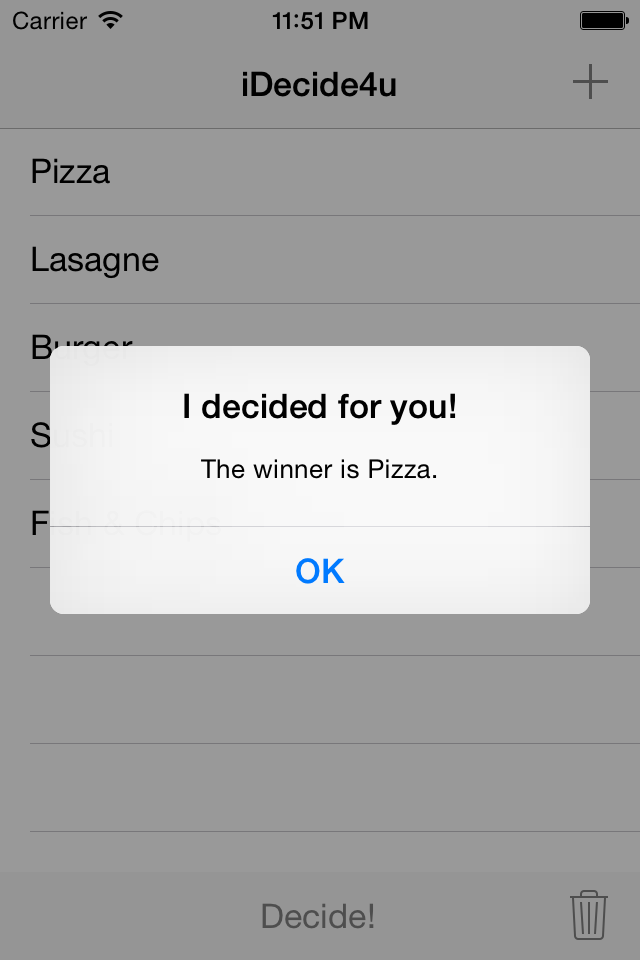 Carrier 11:51 PM
iDecide4u
Pizza
Lasagne
Burger
I decided for you!
Sushi
The winner is Pizza.
Fish & Chips
OK
Decide!